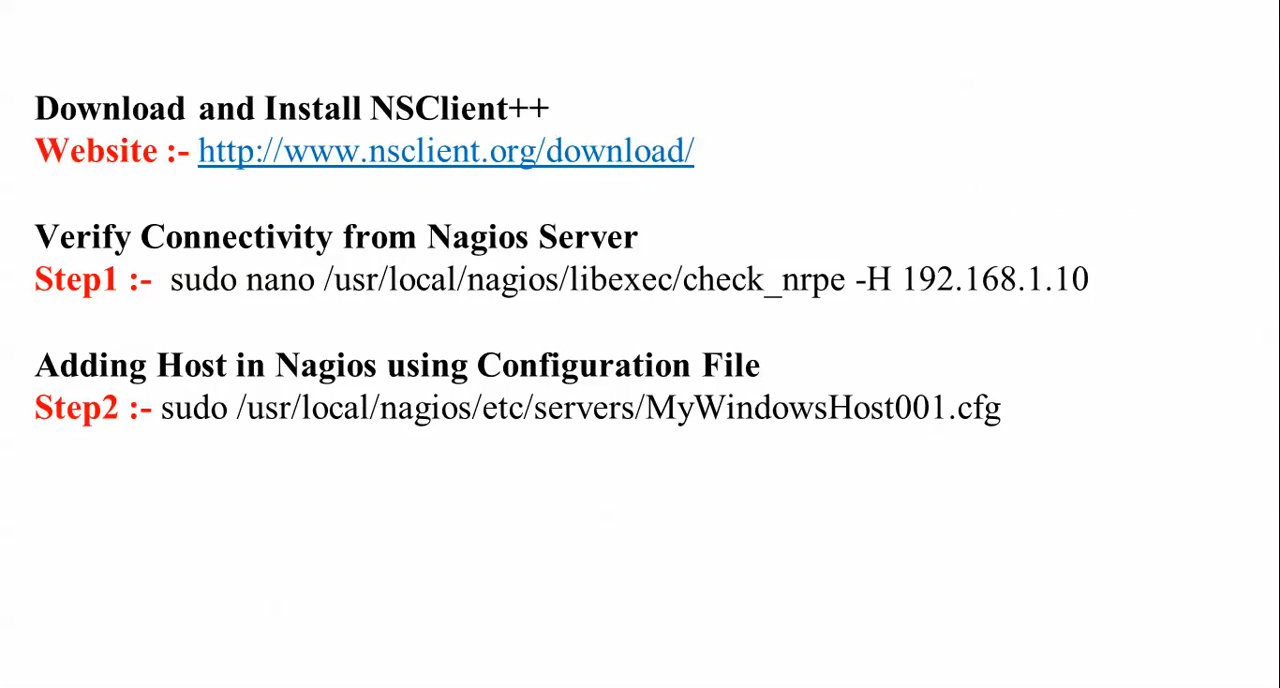 Download and Install NSClient++
Website :- http://www.nsclient.org/download/
Verify Connectivity from Nagios Server
Step1 :- sudo nano /usr/local/nagios/libexec/check_nrpe -H 192.168.1.10
Adding Host in Nagios using Configuration File
Step2 :- sudo /usr/local/nagios/etc/servers/MyWindowsHost001.cfg